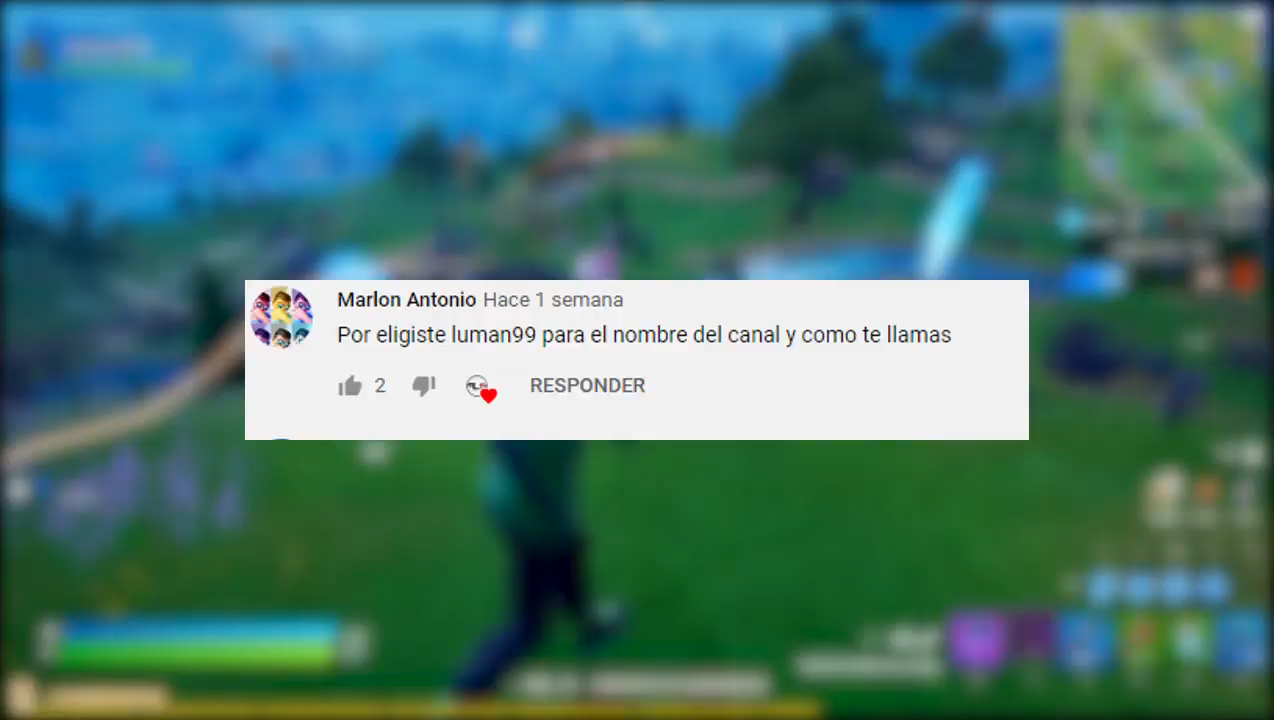 Marlon Antonio Hace 1 semana
Por eligiste luman99 para el nombre del canal y como te llamas
2 RESPONDER